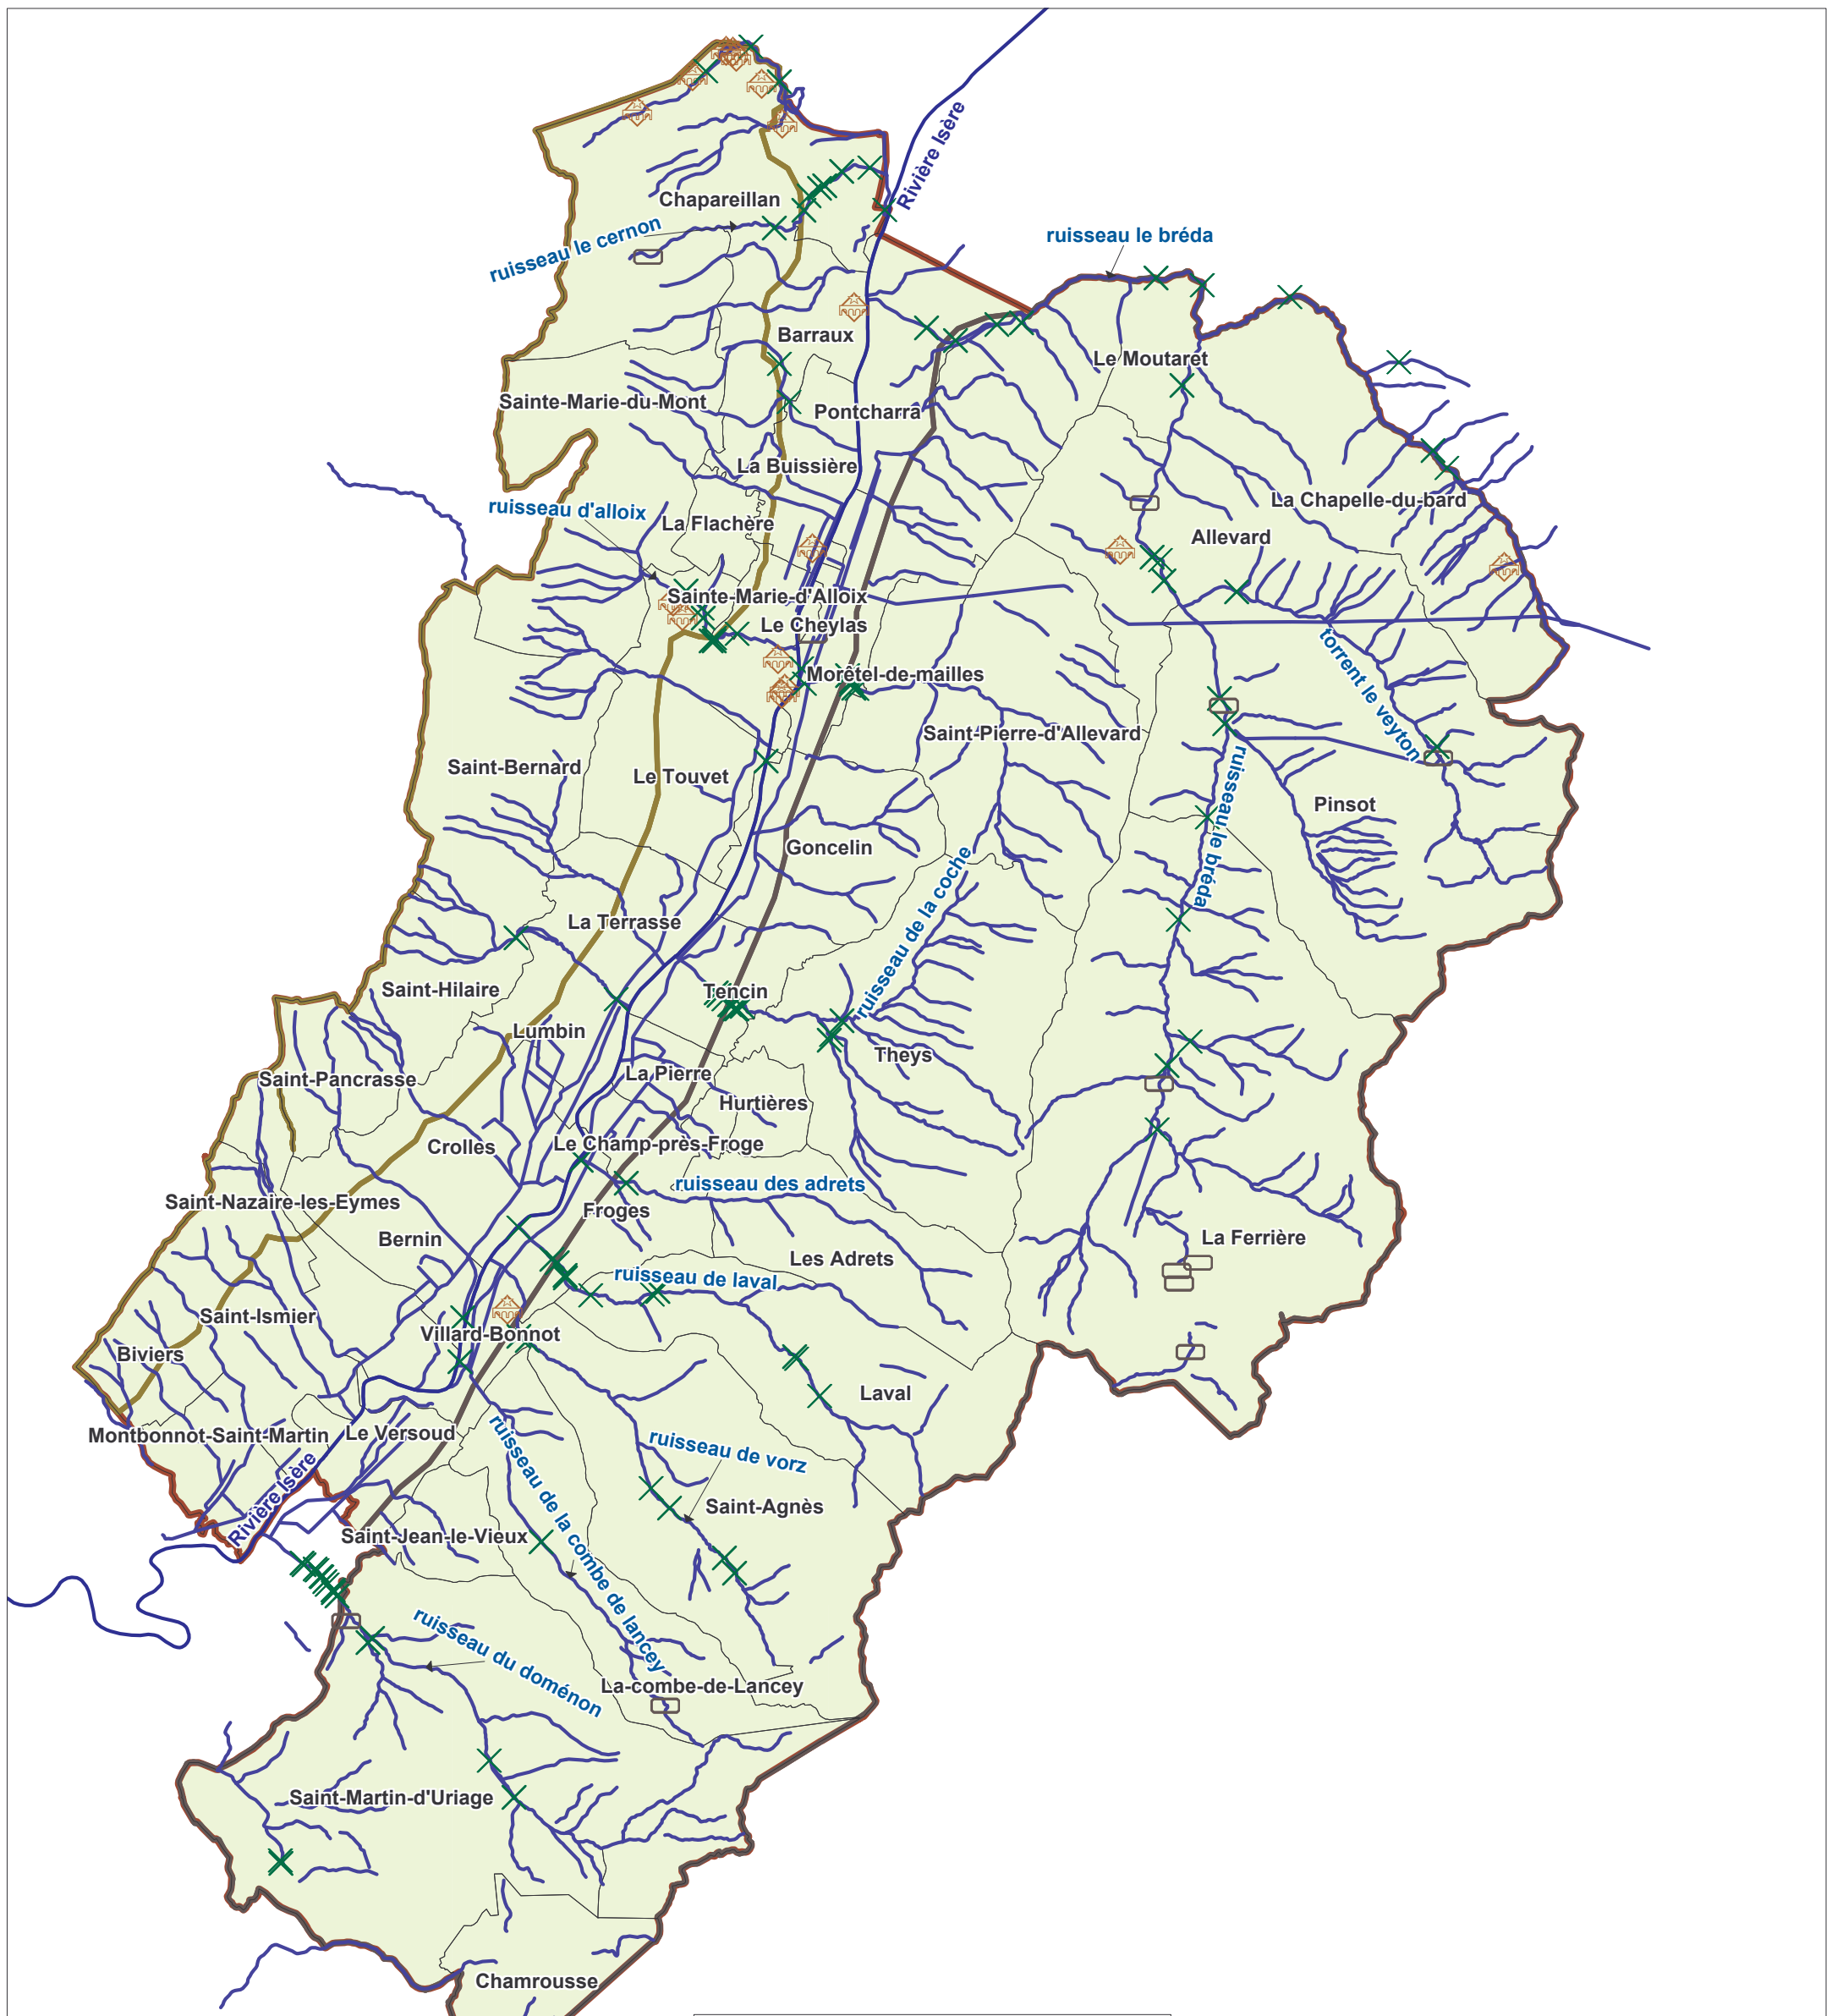 Rivière Isère
Chapareillan
ruisseau le cernon
ruisseau le bréda
Barraux
Le Moutaret
Sainte-Marie-du-Mont
Pontcharra
La Buissière
La Chapelle-du-bard
ruisseau d'alloix
La Flachère
Allevard
Sainte-Marie-d'Alloix
Le Cheylas
torrent le veyton
Morêtel-de-mailles
Saint-Pierre-d'Allevard
Saint-Bernard
Le Touvet
ruisseau le bréda
Pinsot
Goncelin
ruisseau de la coche
La Terrasse
Saint-Hilaire
Tencin
Lumbin
Theys
La Pierre
Saint-Pancrasse
Hurtières
Crolles
Le Champ-près-Froge
ruisseau des adrets
Saint-Nazaire-les-Eymes
Froges
Bernin
La Ferrière
Les Adrets
ruisseau de laval
Saint-Ismier
Villard-Bonnot
Biviers
Laval
Montbonnot-Saint-Martin
Le Versoud
ruisseau de vorz
Rivière Isère
ruisseau de la combe de lancey
Saint-Agnès
Saint-Jean-le-Vieux
ruisseau du doménon
La-combe-de-Lancey
Saint-Martin-d'Uriage
Chamrousse